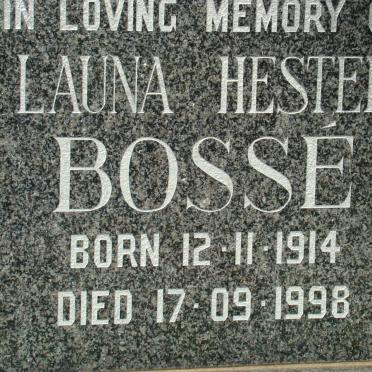 IN LOVING MEMORY
LAUNA HESTE
BOSSÉ
BORN 12·11·1914
DIED 17·09·1998